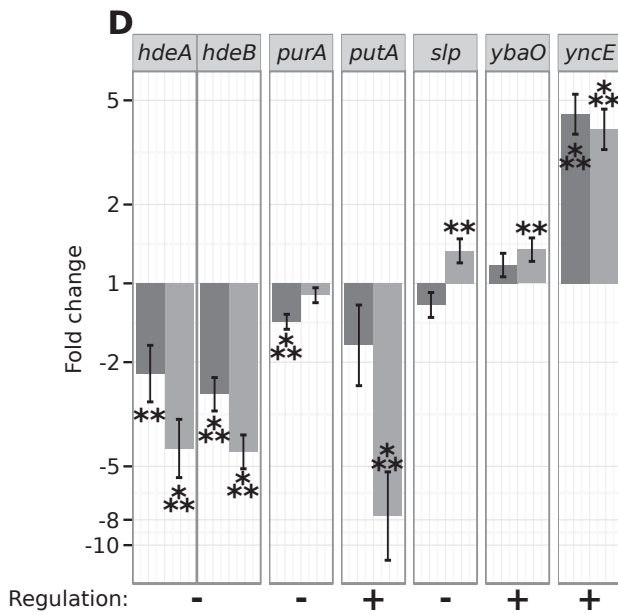 D
hdeA hdeB purA putA slp ybaO yncE
Fold change
5
2
1
-2
-5
-8
-10
** *** *** *** *** *** ** ** *** ***
Regulation: - - + - + +